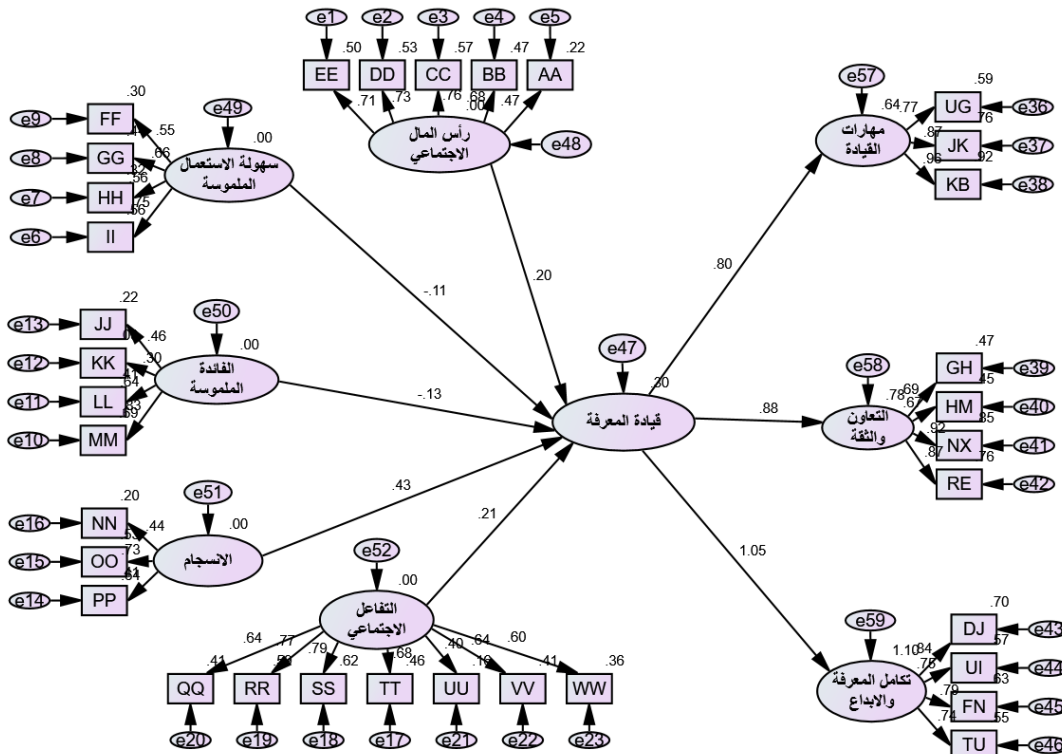 e1
e2
e3
e4
e5
.50
.53
.57
.47
.22
EE
DD
CC
BB
AA
.71
.73
.76
.68
.47
.00
رأس المال
الاجتماعي
e48
e49
.00
سهولة الاستعمال
الملموسة
e9
FF
.30
.55
e8
GG
.66
e7
HH
.56
.75
e6
II
.56
-.11
.20
e50
.00
الفائدة
الملموسة
e13
JJ
.22
.46
e12
KK
.30
e11
LL
.41
.64
e10
MM
.69
-.13
e51
.00
الانسجام
e16
NN
.20
.44
e15
OO
.53
.73
e14
PP
.64
.43
e52
.00
التفاعل
الاجتماعي
.21
.64
.77
.79
.68
.40
.64
.60
.41
.62
.46
.41
.36
QQ
RR
SS
TT
UU
VV
WW
e20
e19
e18
e17
e21
e22
e23
e47
.30
قيادة المعرفة
.80
.88
1.05
e57
.64
مهارات
القيادة
.77
.87
.96
UG
.59
e36
JK
.76
e37
KB
.92
e38
e58
.78
التعاون
والثقة
.69
.67
.92
.87
GH
.47
e39
HM
.45
e40
NX
.85
e41
RE
.76
e42
e59
1.10
تكامل المعرفة
والابداع
.84
.75
.79
.74
DJ
.70
e43
UI
.57
e44
FN
.63
e45
TU
.55
e46